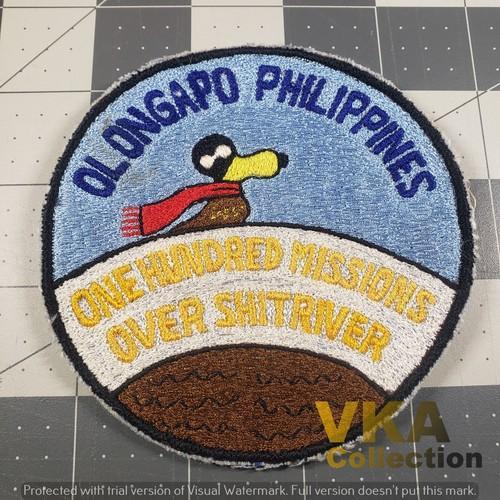 OLONGAPO PHILIPPINES
ONE HUNDRED MISSIONS
OVER SHITRIVER
VKA
Collection
Protected with trial version of Visual Watermark. Full version doesn't put this mark.